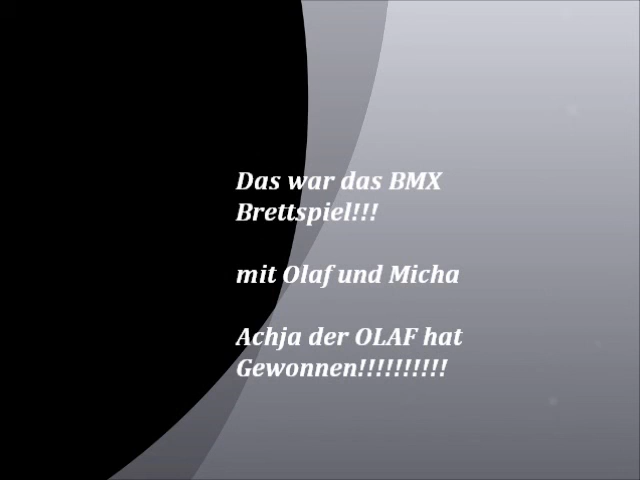 Das war das BMX
Brettspiel!!!
mit Olaf und Micha
Achja der OLAF hat
Gewonnen!!!!!!!!!!